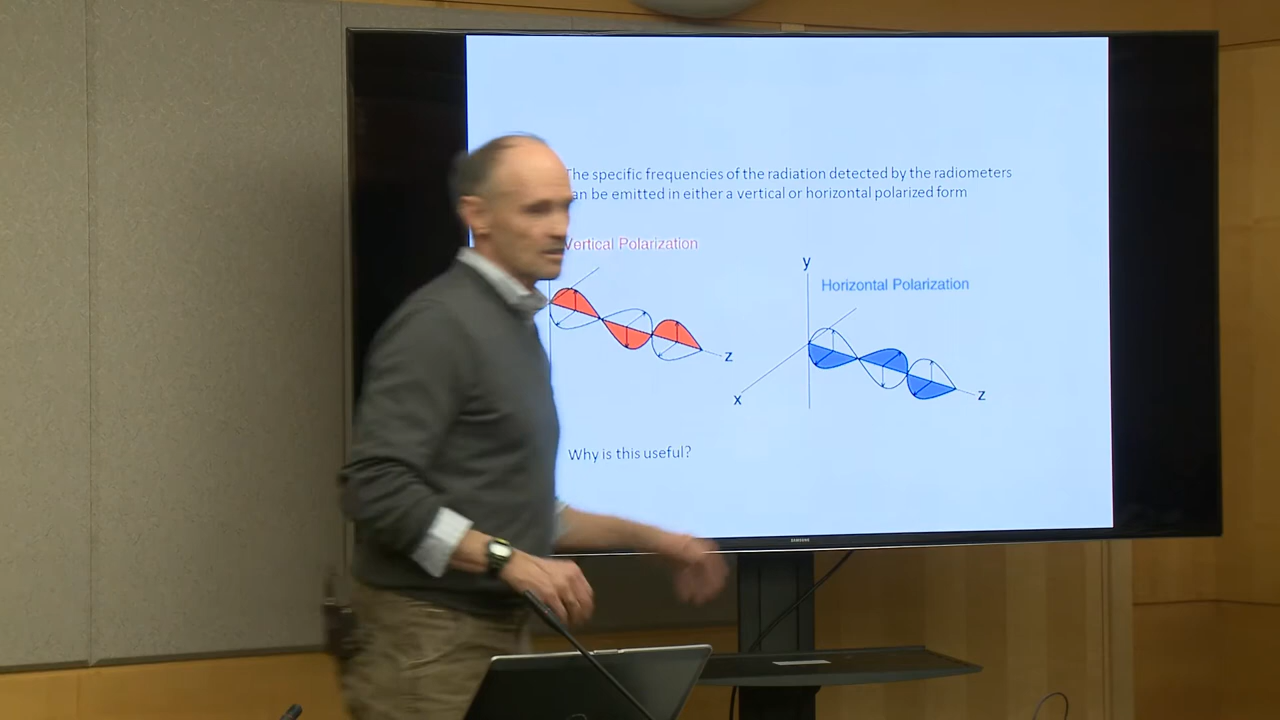 The specific frequencies of the radiation detected by the radiometers
can be emitted in either a vertical or horizontal polarized form
Vertical Polarization
y
Horizontal Polarization
z
x
z
Why is this useful?
SAMSUNG